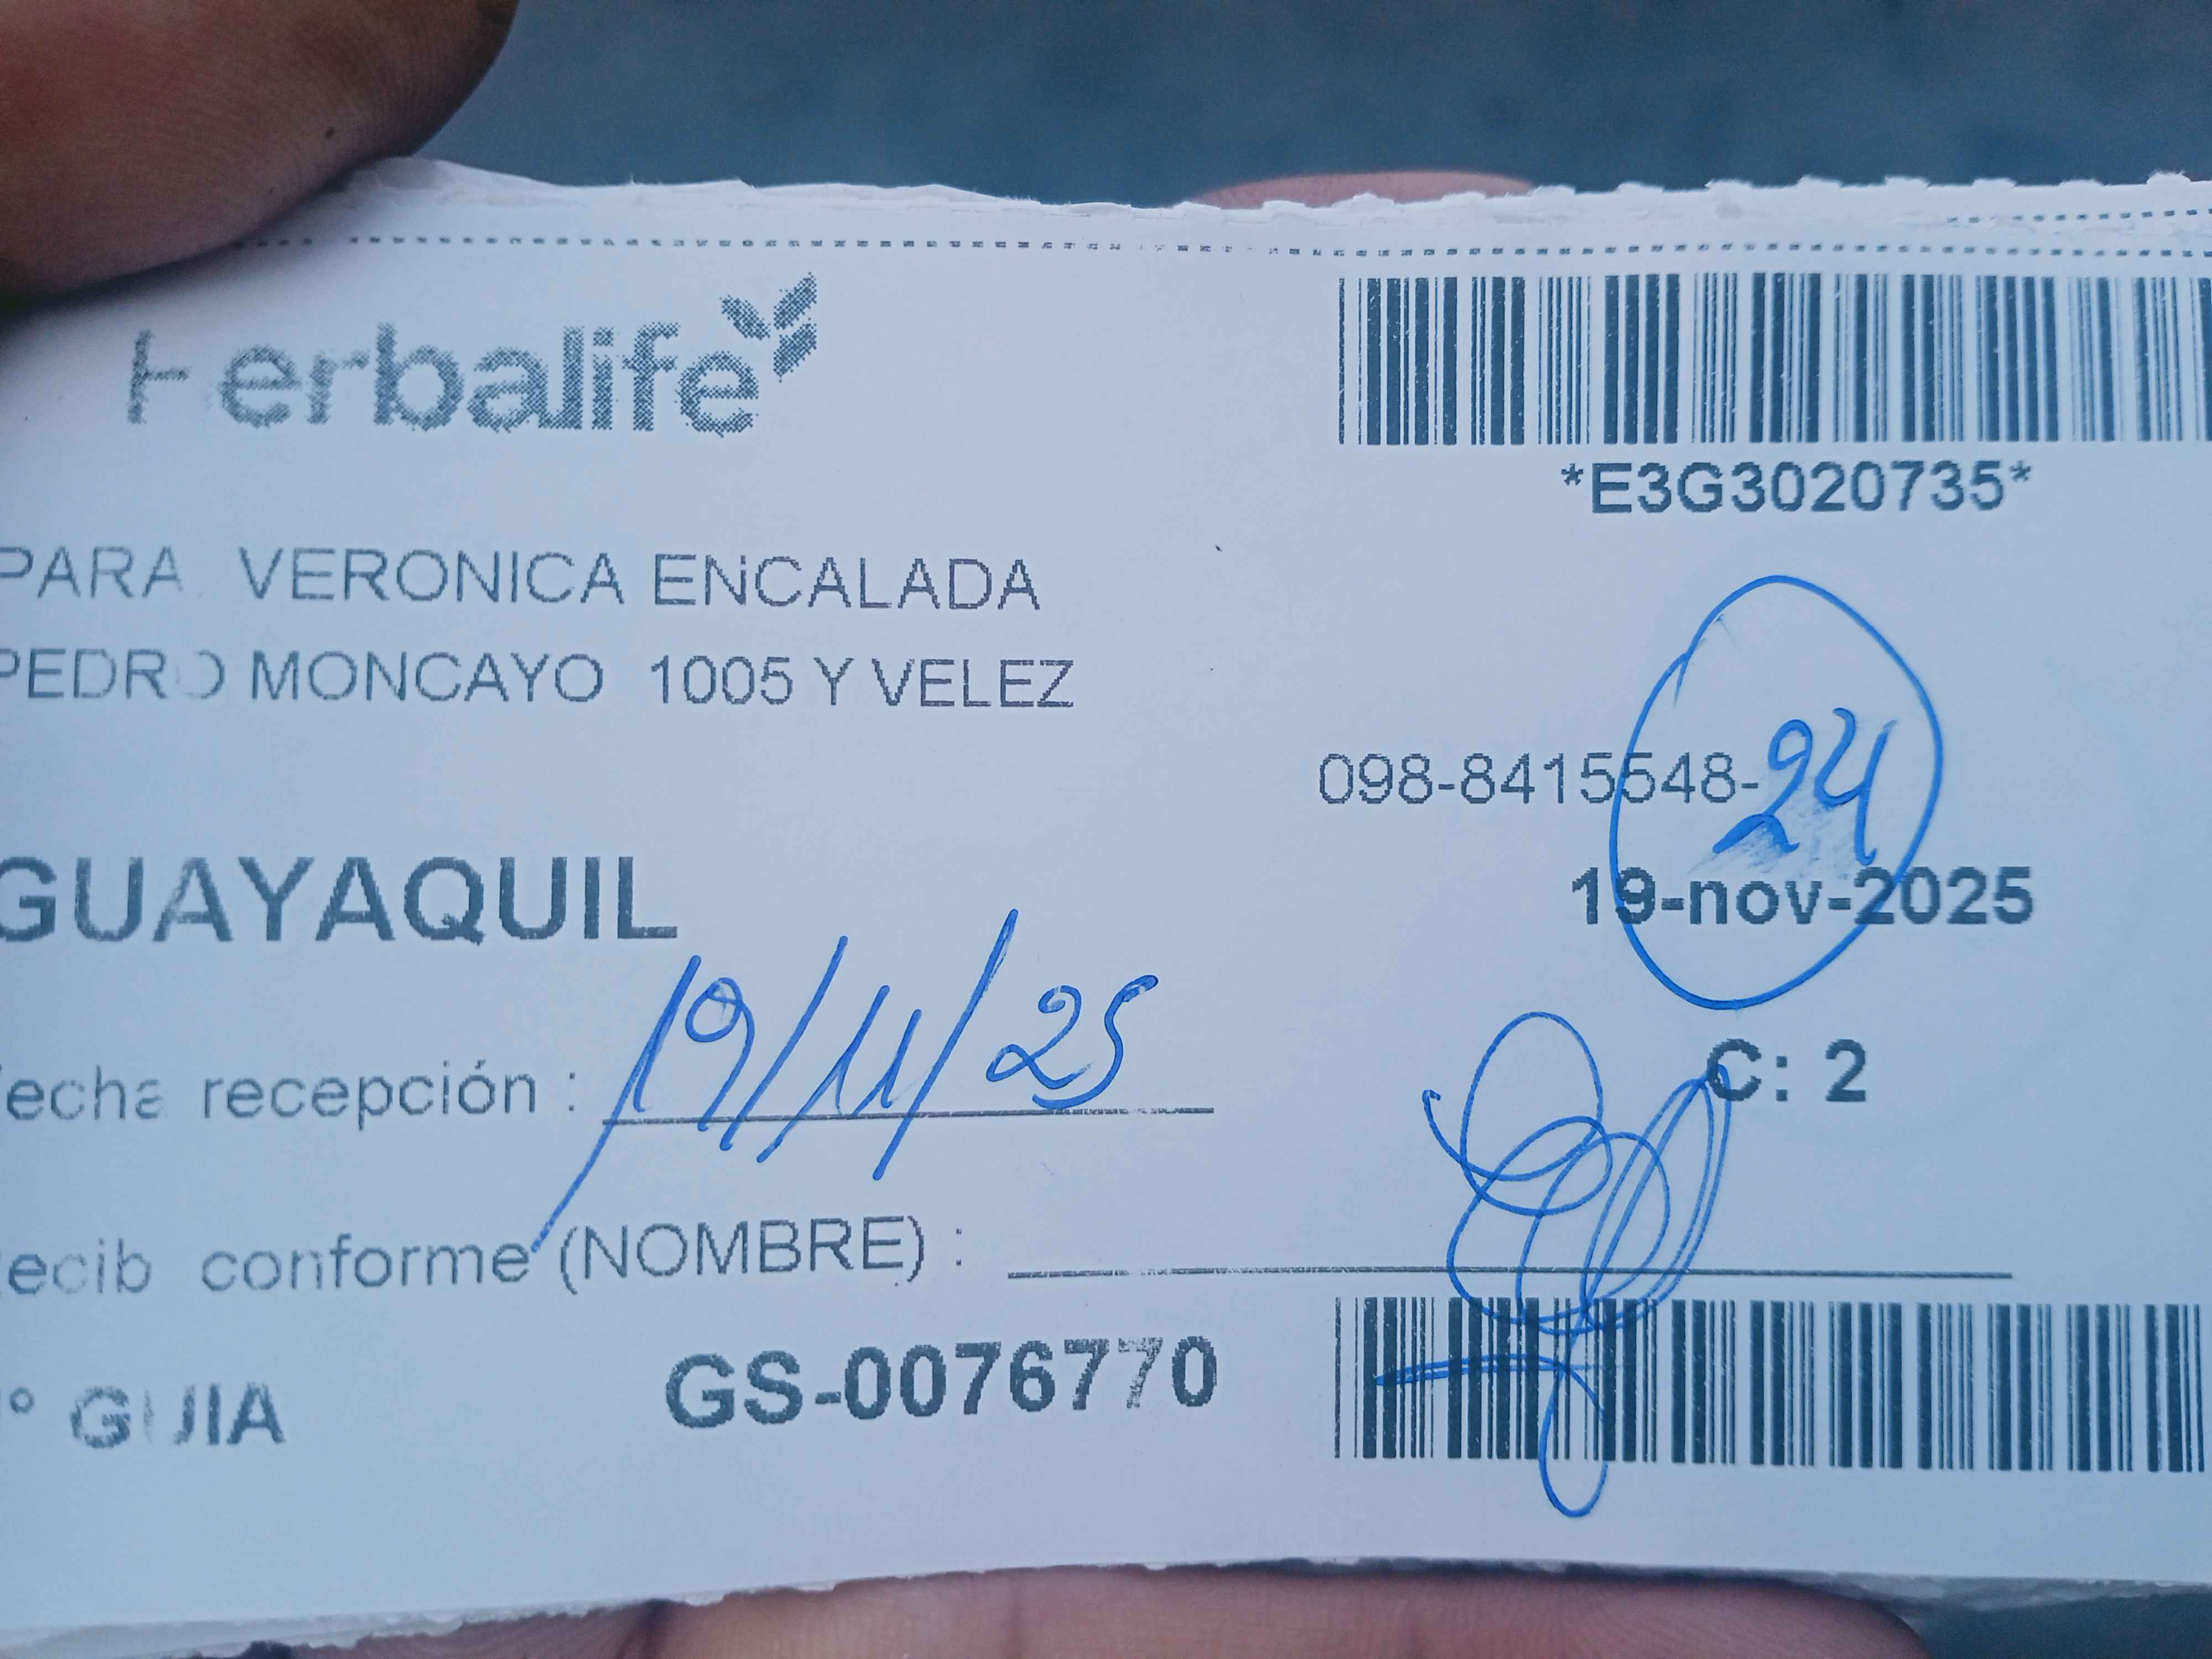 Herbalife
*E3G3020735*
PARA VERONICA ENCALADA
PEDRO MONCAYO 1005 Y VELEZ
098-8415548-
24
GUAYAQUIL
19-nov-2025
C: 2
fecha recepción : 19/11/25
recib conforme (NOMBRE) :
N° GUIA GS-0076770